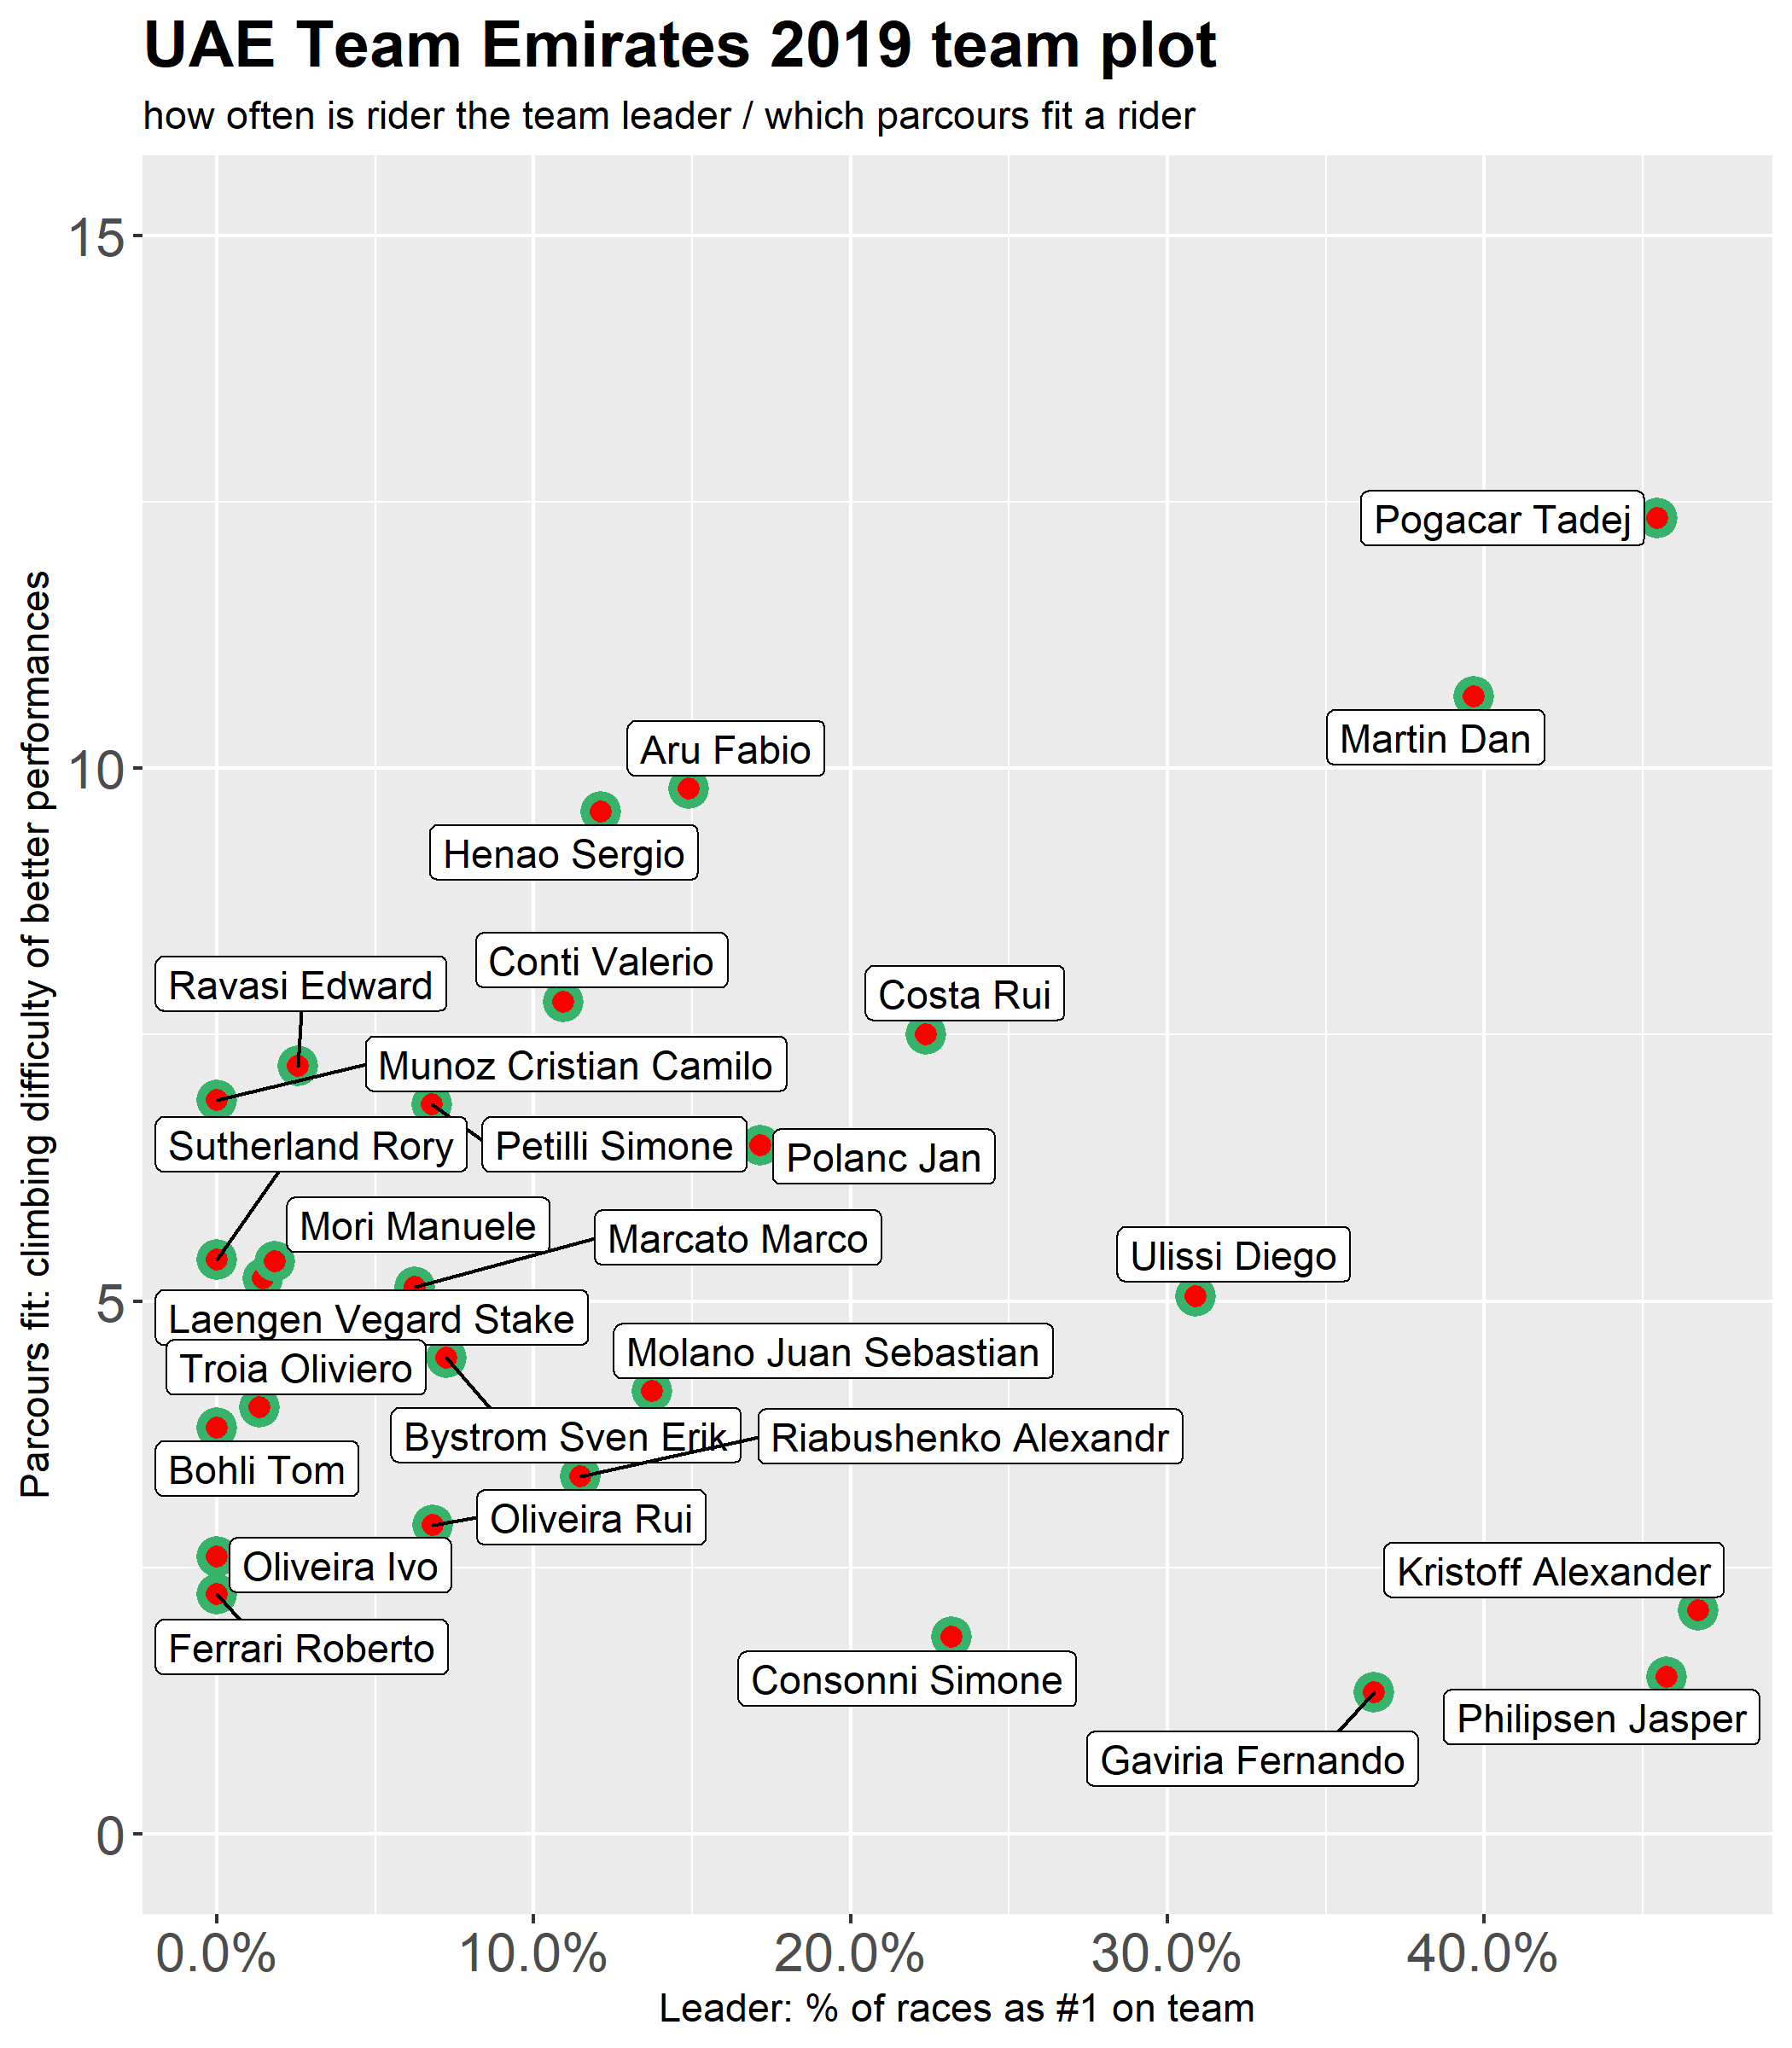 UAE Team Emirates 2019 team plot
how often is rider the team leader / which parcours fit a rider
Parcours fit: climbing difficulty of better performances
15
10
5
0
Pogacar Tadej
Martin Dan
Aru Fabio
Henao Sergio
Conti Valerio
Ravasi Edward
Costa Rui
Munoz Cristian Camilo
Sutherland Rory
Petilli Simone
Polanc Jan
Mori Manuele
Marcato Marco
Ulissi Diego
Laengen Vegard Stake
Molano Juan Sebastian
Troia Oliviero
Bystrom Sven Erik
Riabushenko Alexandr
Bohli Tom
Oliveira Rui
Oliveira Ivo
Kristoff Alexander
Ferrari Roberto
Consonni Simone
Philipsen Jasper
Gaviria Fernando
0.0% 10.0% 20.0% 30.0% 40.0%
Leader: % of races as #1 on team